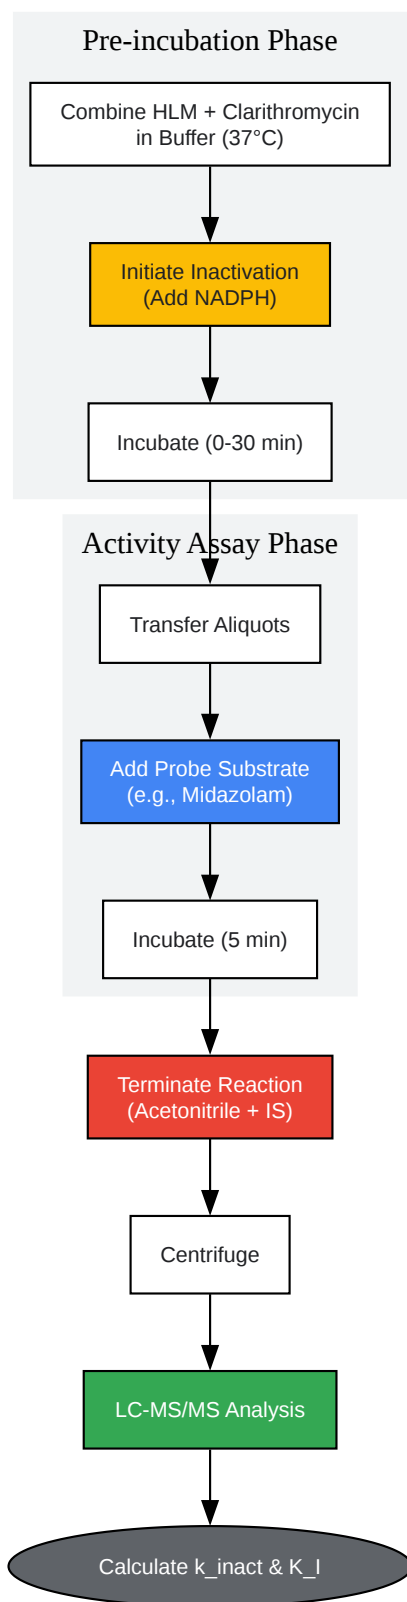 Pre-incubation Phase
Combine HLM + Clarithromycin
in Buffer (37°C)
Initiate Inactivation
(Add NADPH)
Incubate (0-30 min)
Activity Assay Phase
Transfer Aliquots
Add Probe Substrate
(e.g., Midazolam)
Incubate (5 min)
Terminate Reaction
(Acetonitrile + IS)
Centrifuge
LC-MS/MS Analysis
Calculate k_inact & K_I